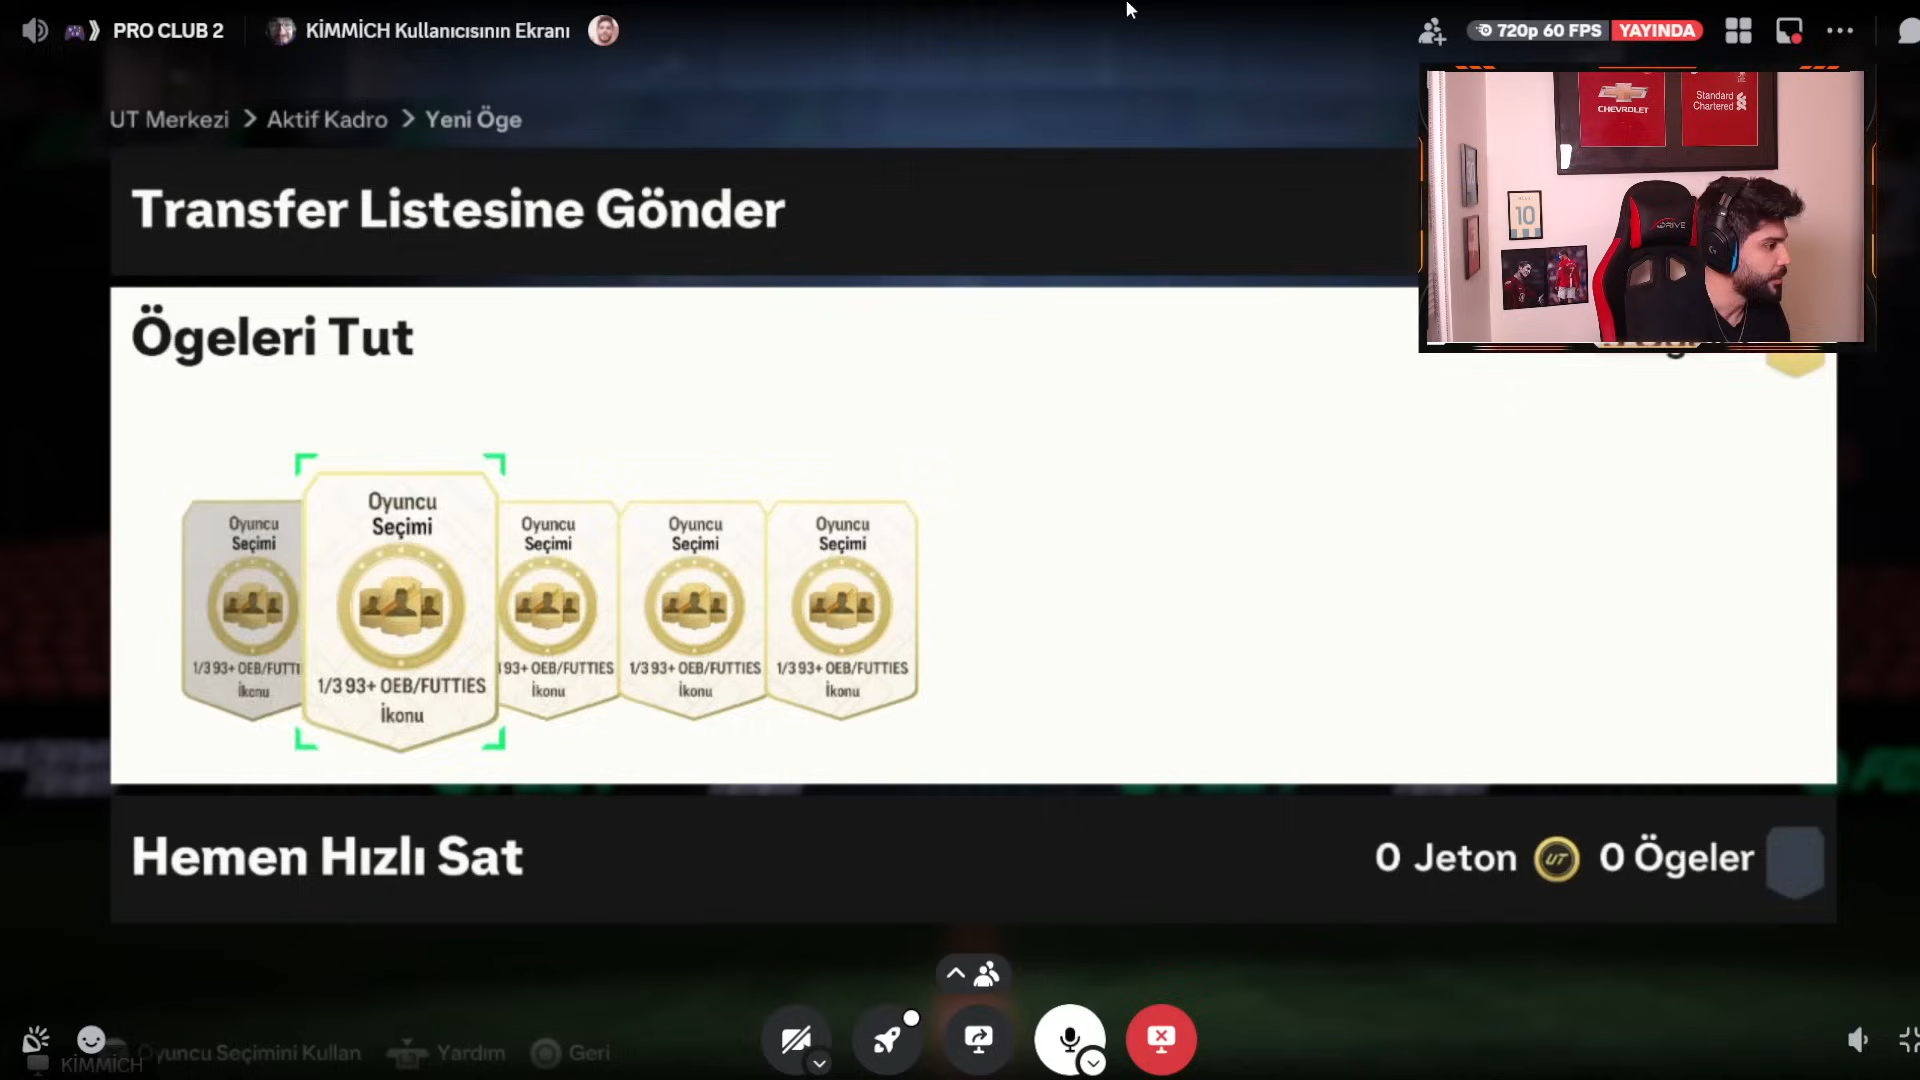 PRO CLUB 2
KİMMİCH Kullanıcısının Ekranı
720p 60 FPS
YAYINDA
UT Merkezi > Aktif Kadro > Yeni Öge
CHEVROLET
Standard
Chartered
10
DRIVE
Transfer Listesine Gönder
Ögeleri Tut
Oyuncu
Seçimi
1/3 93+ OEB/FUTTI
İkonu
Oyuncu
Seçimi
1/3 93+ OEB/FUTTIES
İkonu
Oyuncu
Seçimi
93+ OEB/FUTTIES
İkonu
Oyuncu
Seçimi
1/3 93+ OEB/FUTTIES
İkonu
Oyuncu
Seçimi
1/3 93+ OEB/FUTTIES
İkonu
Hemen Hızlı Sat
0 Jeton
UT
0 Ögeler
Oyuncu Seçimini Kullan
Yardım
Geri
KİMMİCH